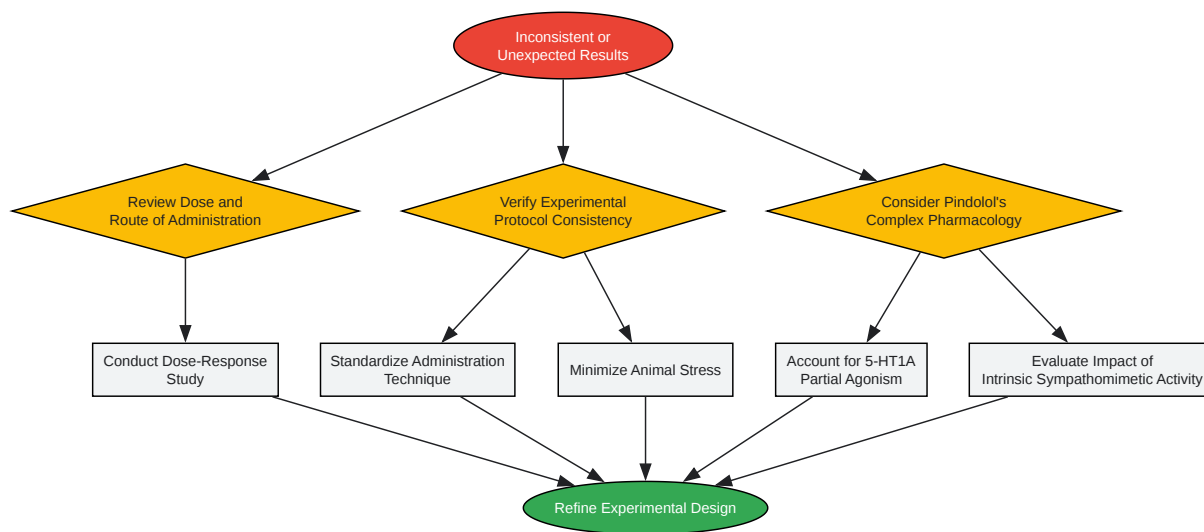 Inconsistent or
Unexpected Results
Review Dose and
Route of Administration
Verify Experimental
Protocol Consistency
Consider Pindolol's
Complex Pharmacology
Conduct Dose-Response
Study
Standardize Administration
Technique
Minimize Animal Stress
Account for 5-HT1A
Partial Agonism
Evaluate Impact of
Intrinsic Sympathomimetic Activity
Refine Experimental Design